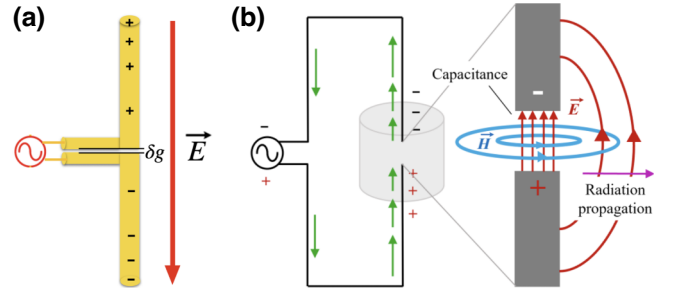 (a)
+
+
+
+
δg
E⃗
-
-
-
-
(b)
-
+
-
-
-
+
+
+
Capacitance
-
E⃗
H⃗
+
Radiation
propagation